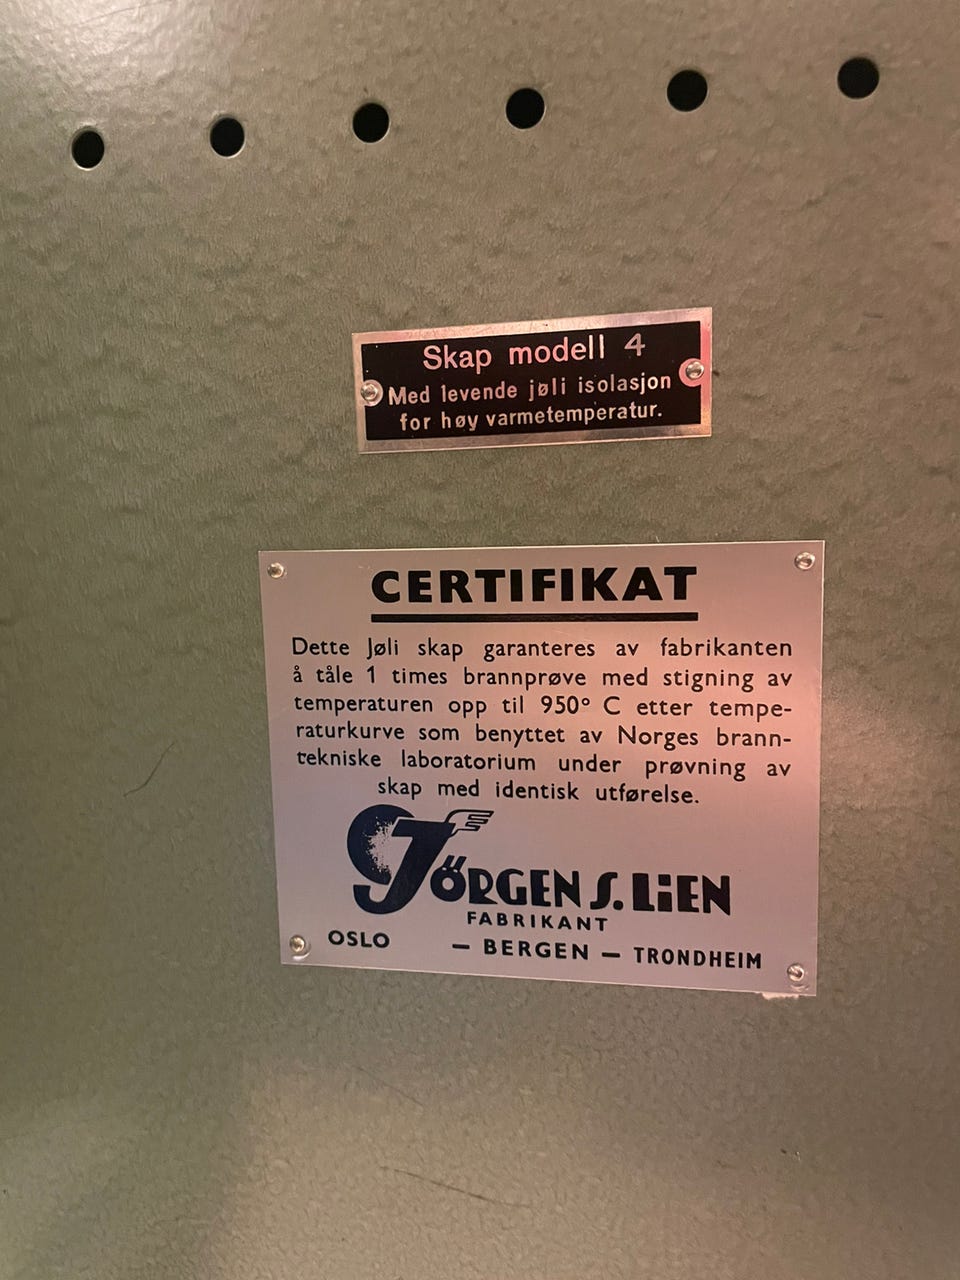 Skap modell 4
Med levende jøli isolasjon
for høy varmetemperatur.
CERTIFIKAT
Dette Jøli skap garanteres av fabrikanten
å tåle 1 times brannprøve med stigning av
temperaturen opp til 950° C etter tempe-
raturkurve som benyttet av Norges brann-
tekniske laboratorium under prøvning av
skap med identisk utførelse.
JÖRGEN S. LIEN
FABRIKANT
OSLO — BERGEN — TRONDHEIM